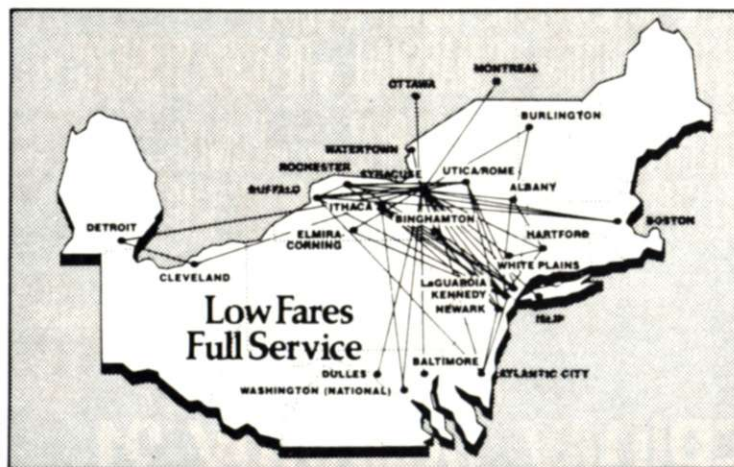 MONTREAL
OTTAWA
BURLINGTON
WATERTOWN
ROCHESTER
SYRACUSE
UTICA/ROME
BUFFALO
ALBANY
ITHACA
BINGHAMTON
BOSTON
DETROIT
ELMIRA-
CORNING
HARTFORD
CLEVELAND
WHITE PLAINS
LaGUARDIA
KENNEDY
NEWARK
ISLIP
Low Fares
Full Service
DULLES
BALTIMORE
ATLANTIC CITY
WASHINGTON (NATIONAL)